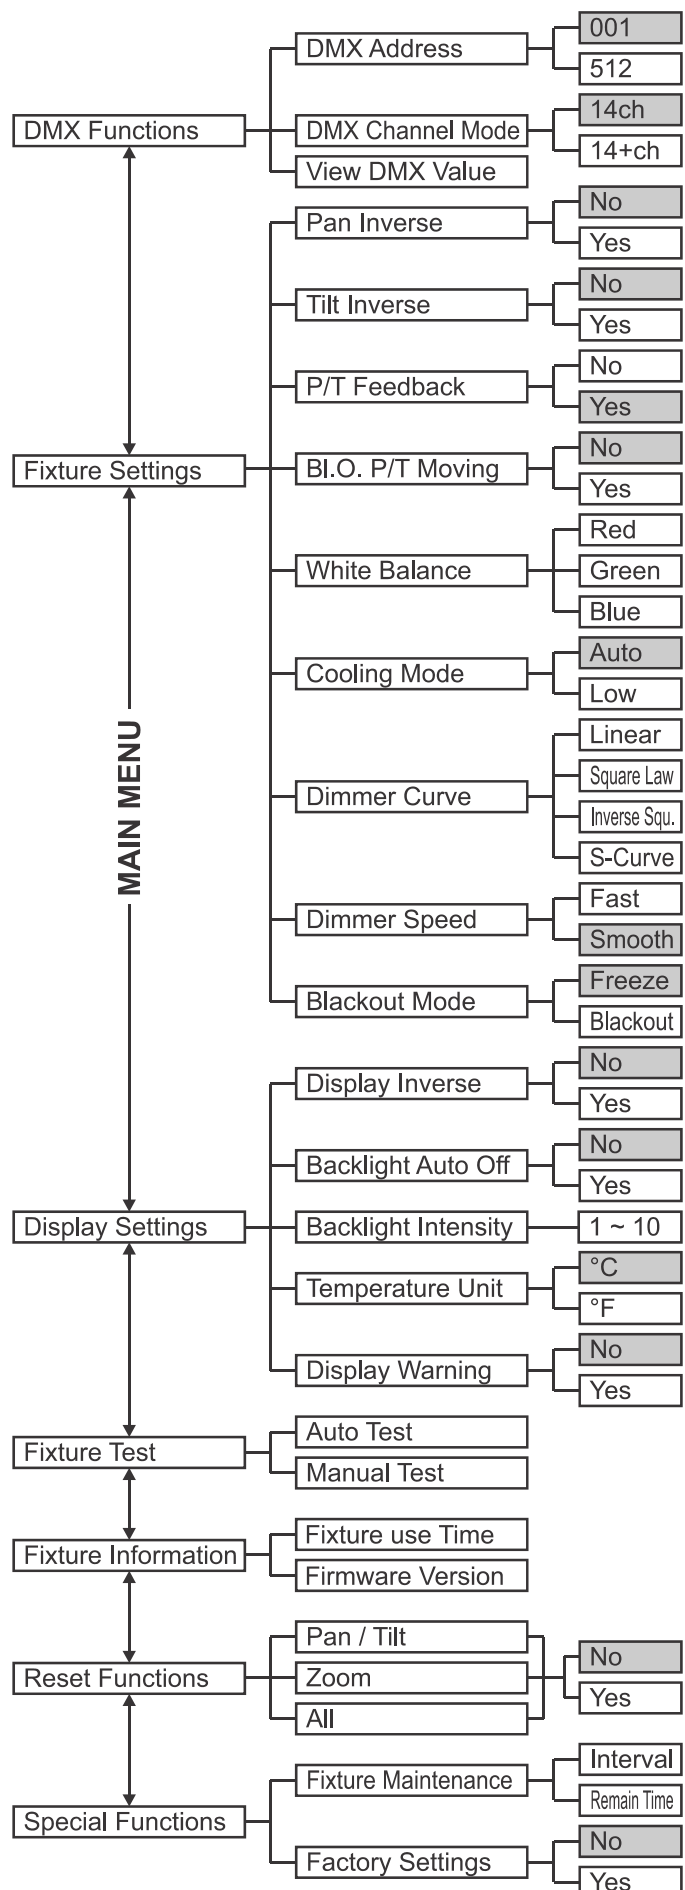 MAIN MENU
DMX Functions
DMX Address
001
512
DMX Channel Mode
14ch
14+ch
View DMX Value
Fixture Settings
Pan Inverse
No
Yes
Tilt Inverse
No
Yes
P/T Feedback
No
Yes
Bl.O. P/T Moving
No
Yes
White Balance
Red
Green
Blue
Cooling Mode
Auto
Low
Dimmer Curve
Linear
Square Law
Inverse Squ.
S-Curve
Dimmer Speed
Fast
Smooth
Blackout Mode
Freeze
Blackout
Display Settings
Display Inverse
No
Yes
Backlight Auto Off
No
Yes
Backlight Intensity
1 ~ 10
Temperature Unit
°C
°F
Display Warning
No
Yes
Fixture Test
Auto Test
Manual Test
Fixture Information
Fixture use Time
Firmware Version
Reset Functions
Pan / Tilt
Zoom
All
No
Yes
Special Functions
Fixture Maintenance
Interval
Remain Time
Factory Settings
No
Yes